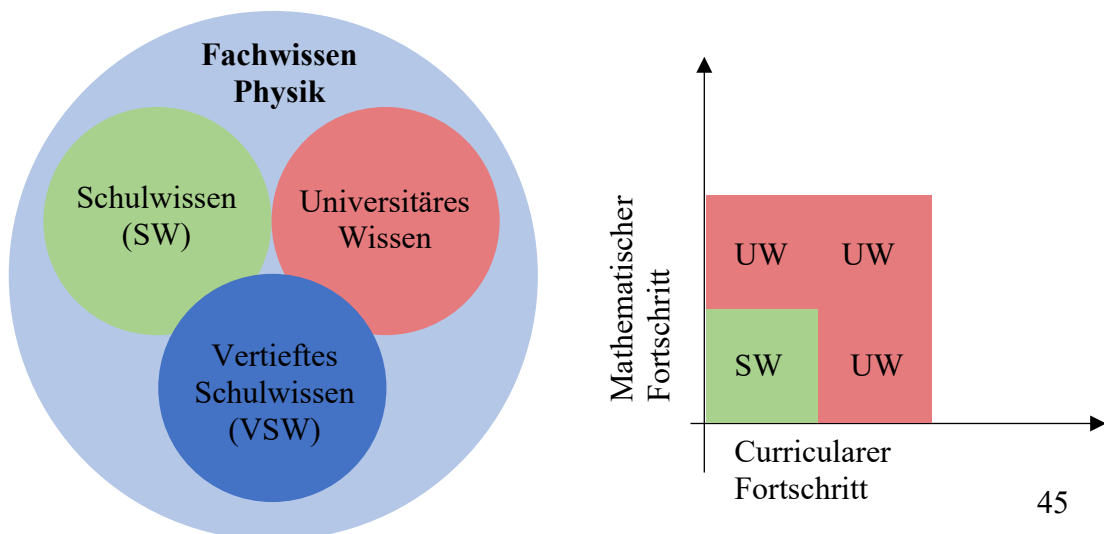 Fachwissen
Physik
Schulwissen
(SW)
Universitäres
Wissen
Vertieftes
Schulwissen
(VSW)
Mathematischer
Fortschritt
UW UW
SW UW
Curricularer
Fortschritt
45